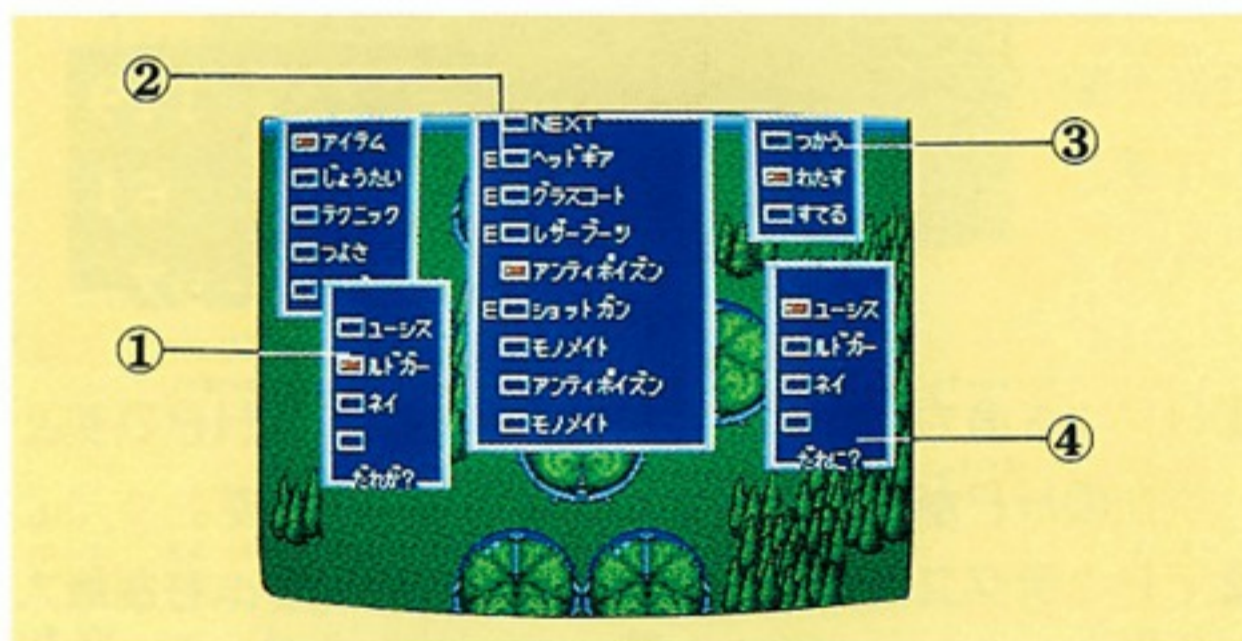 ②
①
③
④
アイテム
じょうたい
テクニック
つよさ
ユーシス
ルドガー
ネイ
だれが?
NEXT
E ヘッドギア
E グラスコート
E レザーブーツ
アンティポイズン
E ショットガン
モノメイト
アンティポイズン
モノメイト
つかう
わたす
すてる
ユーシス
ルドガー
ネイ
だれに?